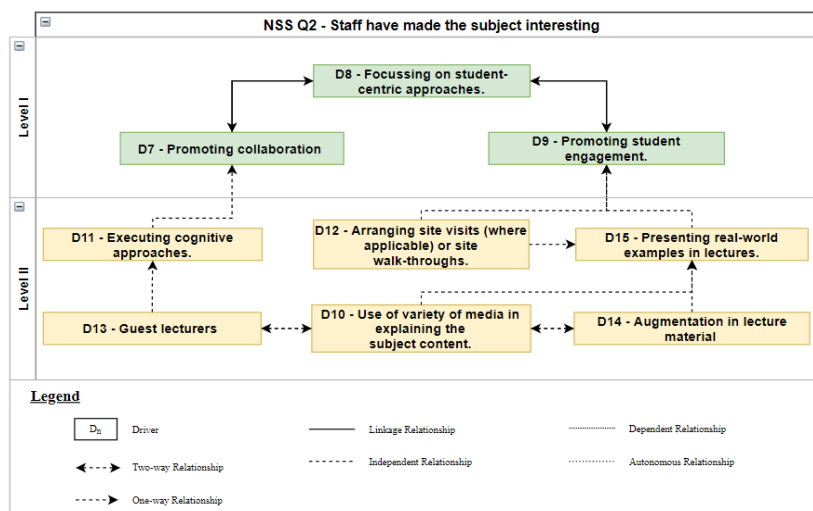 NSS Q2 - Staff have made the subject interesting
Level I
D8 - Focussing on student-
centric approaches.
D7 - Promoting collaboration
D9 - Promoting student
engagement.
Level II
D11 - Executing cognitive
approaches.
D12 - Arranging site visits (where
applicable) or site
walk-throughs.
D15 - Presenting real-world
examples in lectures.
D13 - Guest lecturers
D10 - Use of variety of media in
explaining the
subject content.
D14 - Augmentation in lecture
material
Legend
Dn
Driver
Linkage Relationship
Dependent Relationship
Two-way Relationship
Independent Relationship
Autonomous Relationship
One-way Relationship